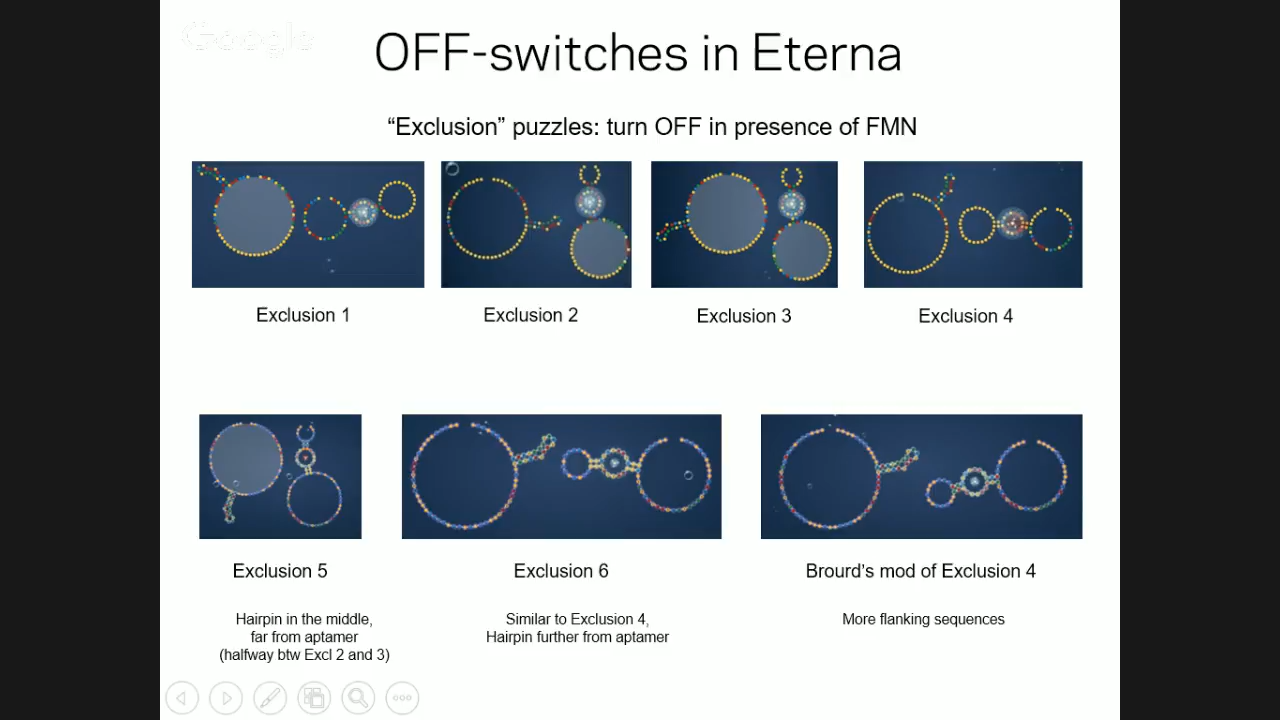 Google
OFF-switches in Eterna
“Exclusion” puzzles: turn OFF in presence of FMN
Exclusion 1
Exclusion 2
Exclusion 3
Exclusion 4
Exclusion 5
Exclusion 6
Brourd’s mod of Exclusion 4
Hairpin in the middle,
far from aptamer
(halfway btw Excl 2 and 3)
Similar to Exclusion 4,
Hairpin further from aptamer
More flanking sequences